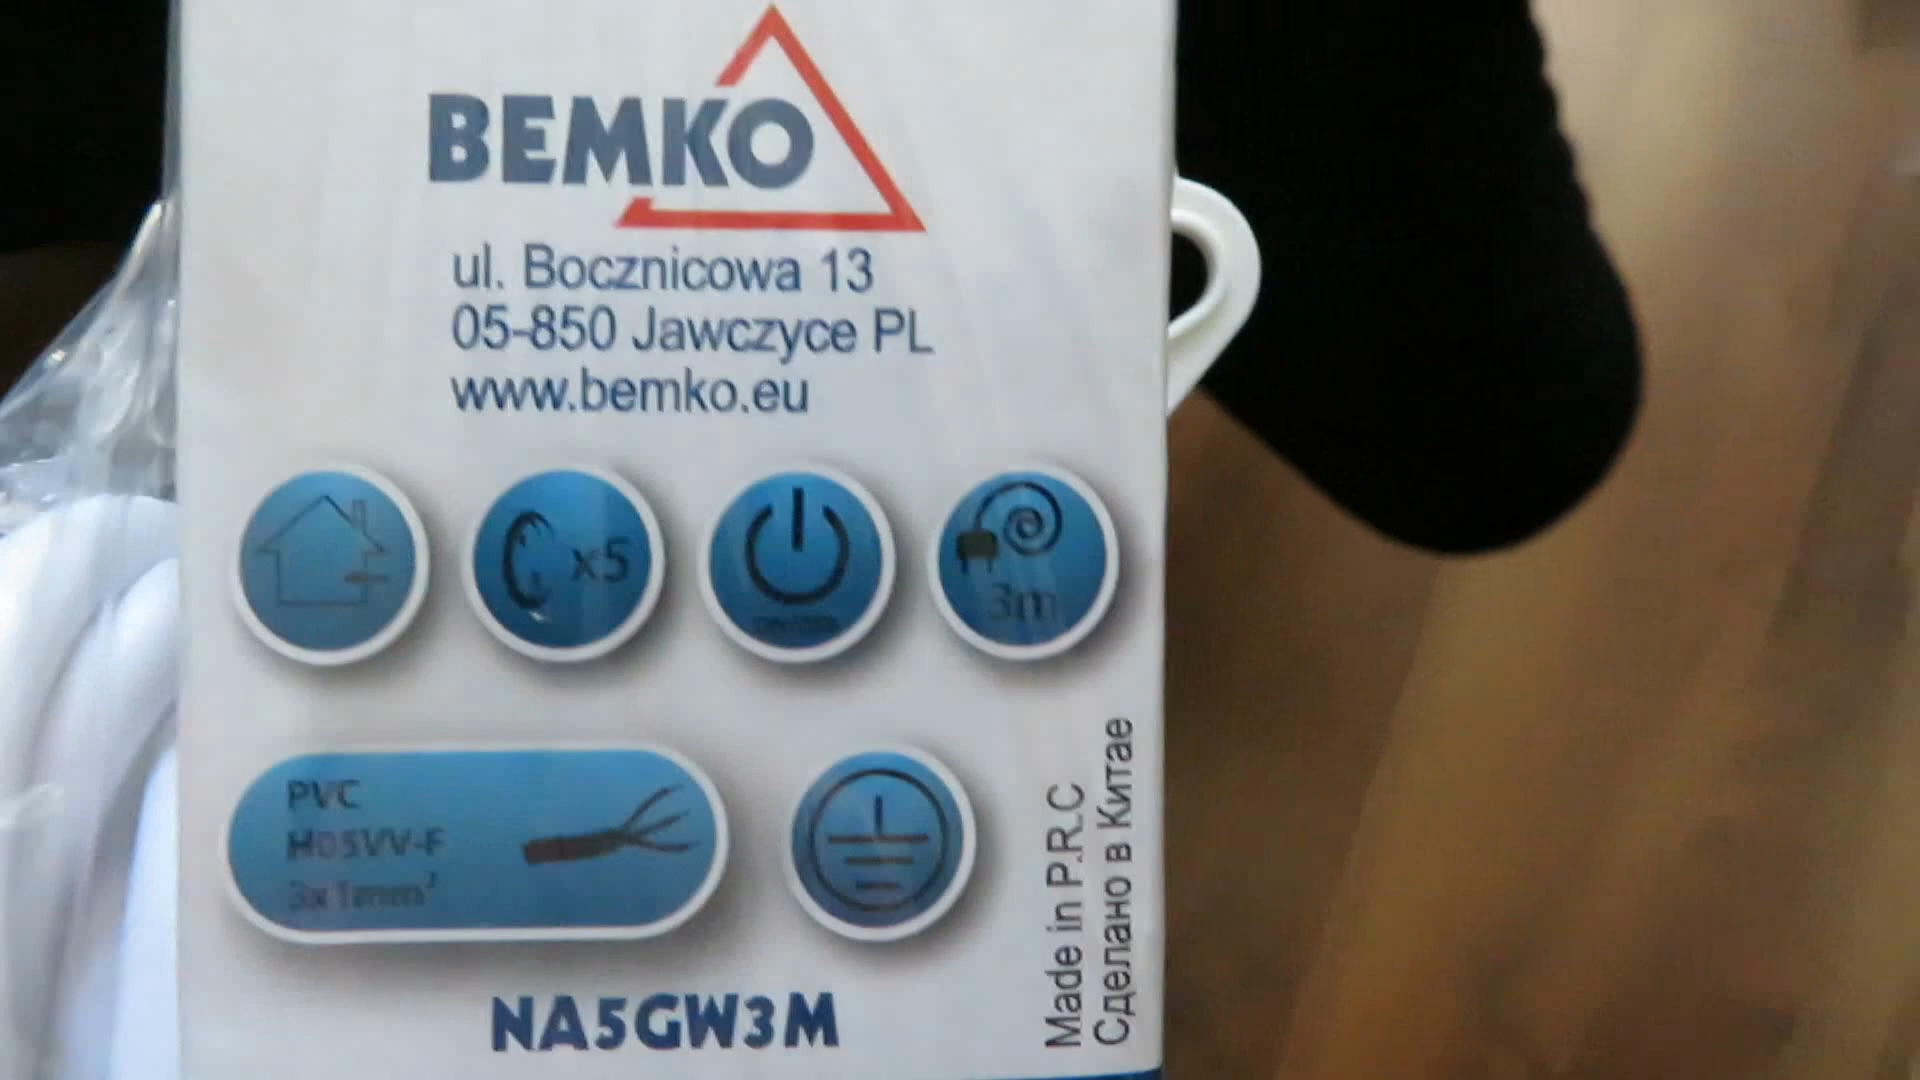 BEMKO
ul. Bocznicowa 13
05-850 Jawczyce PL
www.bemko.eu
x5
3m
PVC
H05VV-F
3x1mm²
NA5GW3M
Made in P.R.C
Сделано в Китае